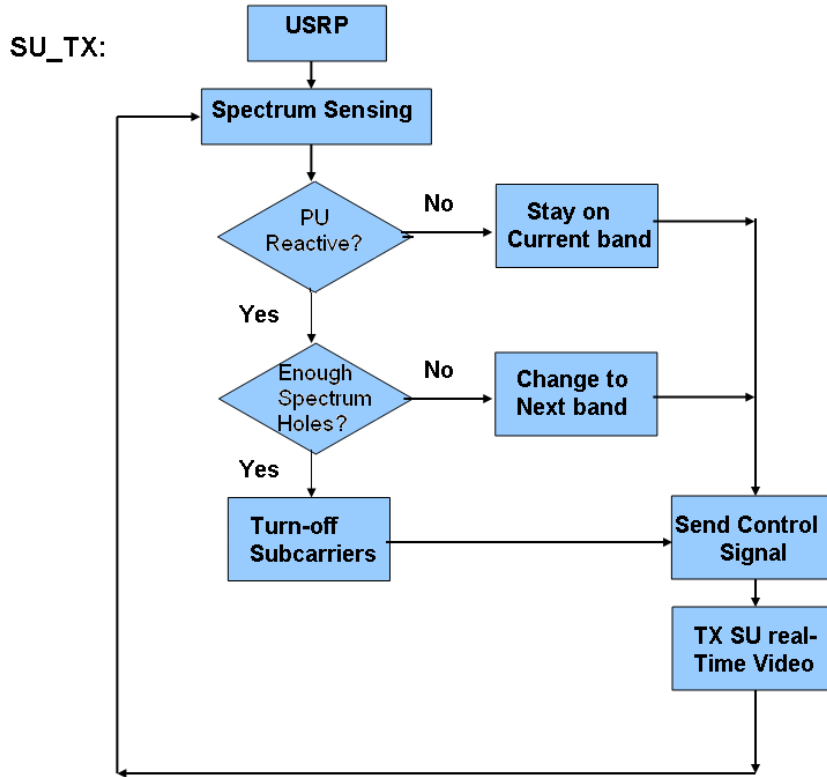 SU_TX:
USRP
Spectrum Sensing
PU
Reactive?
No
Stay on
Current band
Yes
Enough
Spectrum
Holes?
No
Change to
Next band
Yes
Turn-off
Subcarriers
Send Control
Signal
TX SU real-
Time Video